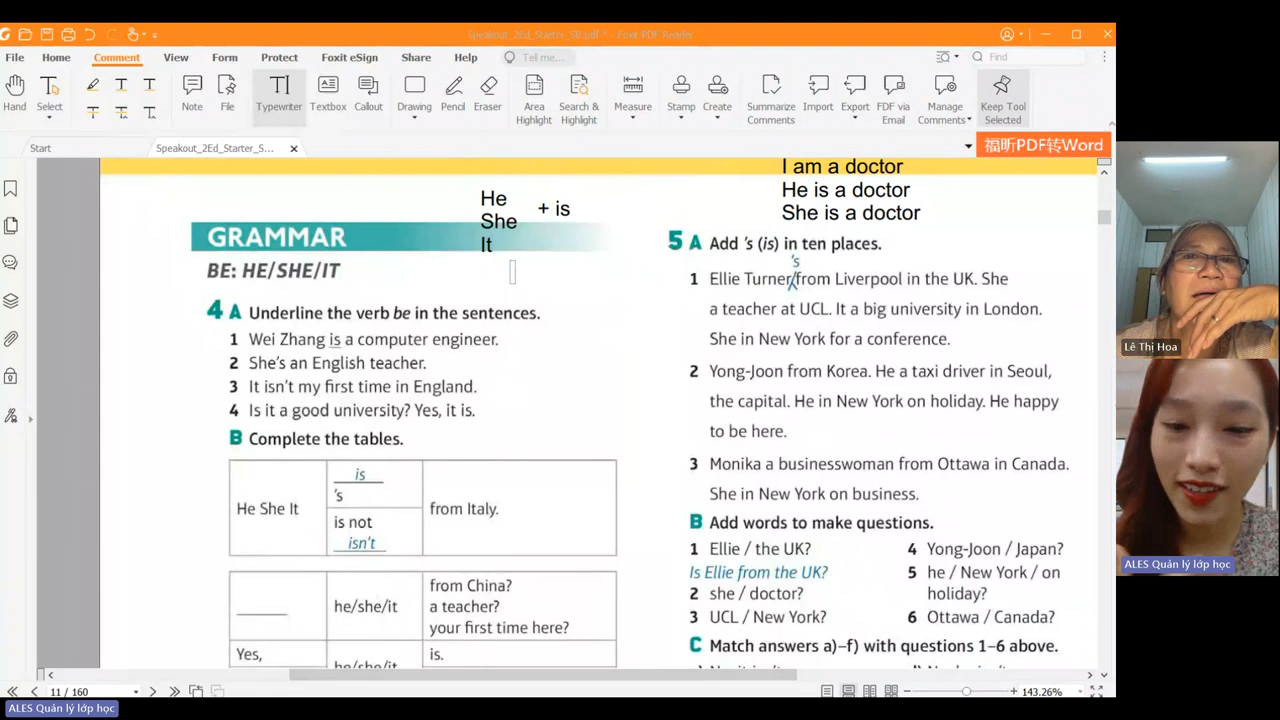 Speakout_2Ed_Starter_SB.pdf * - Foxit PDF Reader
File Home Comment View Form Protect Foxit eSign Share Help Tell me... Find
Hand Select Note File Typewriter Textbox Callout Drawing Pencil Eraser Area Highlight Search & Highlight Measure Stamp Create Summarize Comments Import Export FDF via Email Manage Comments Keep Tool Selected
Start Speakout_2Ed_Starter_S... 福昕PDF转Word
I am a doctor
He is a doctor
She is a doctor
He
She + is
It
GRAMMAR
BE: HE/SHE/IT
4 A Underline the verb be in the sentences.
1 Wei Zhang is a computer engineer.
2 She's an English teacher.
3 It isn't my first time in England.
4 Is it a good university? Yes, it is.
B Complete the tables.
He She It
is
's
is not
isn't
from Italy.
he/she/it
from China?
a teacher?
your first time here?
Yes,
he/she/it
is.
5 A Add 's (is) in ten places.
's
1 Ellie Turner/from Liverpool in the UK. She
a teacher at UCL. It a big university in London.
She in New York for a conference.
2 Yong-Joon from Korea. He a taxi driver in Seoul,
the capital. He in New York on holiday. He happy
to be here.
3 Monika a businesswoman from Ottawa in Canada.
She in New York on business.
B Add words to make questions.
1 Ellie / the UK?
Is Ellie from the UK?
2 she / doctor?
3 UCL / New York?
4 Yong-Joon / Japan?
5 he / New York / on
holiday?
6 Ottawa / Canada?
C Match answers a)–f) with questions 1–6 above.
11 / 160
143.26%
Lê Thị Hoa
ALES Quản lý lớp học
ALES Quản lý lớp học